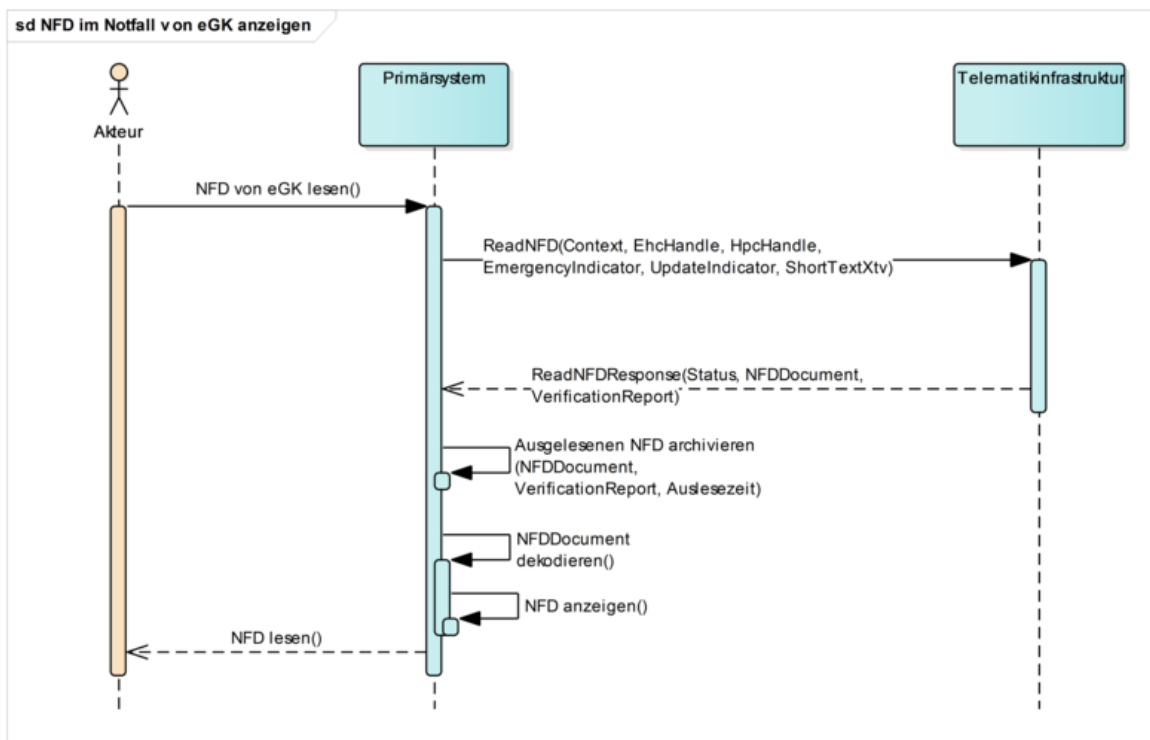 sd NFD im Notfall von eGK anzeigen
Akteur
Primärsystem
Telematikinfrastruktur
NFD von eGK lesen()
ReadNFD(Context, EhcHandle, HpcHandle,
EmergencyIndicator, UpdateIndicator, ShortTextXtv)
ReadNFDResponse(Status, NFDDocument,
VerificationReport)
Ausgelesenen NFD archivieren
(NFDDocument,
VerificationReport, Auslesezeit)
NFDDocument
dekodieren()
NFD anzeigen()
NFD lesen()